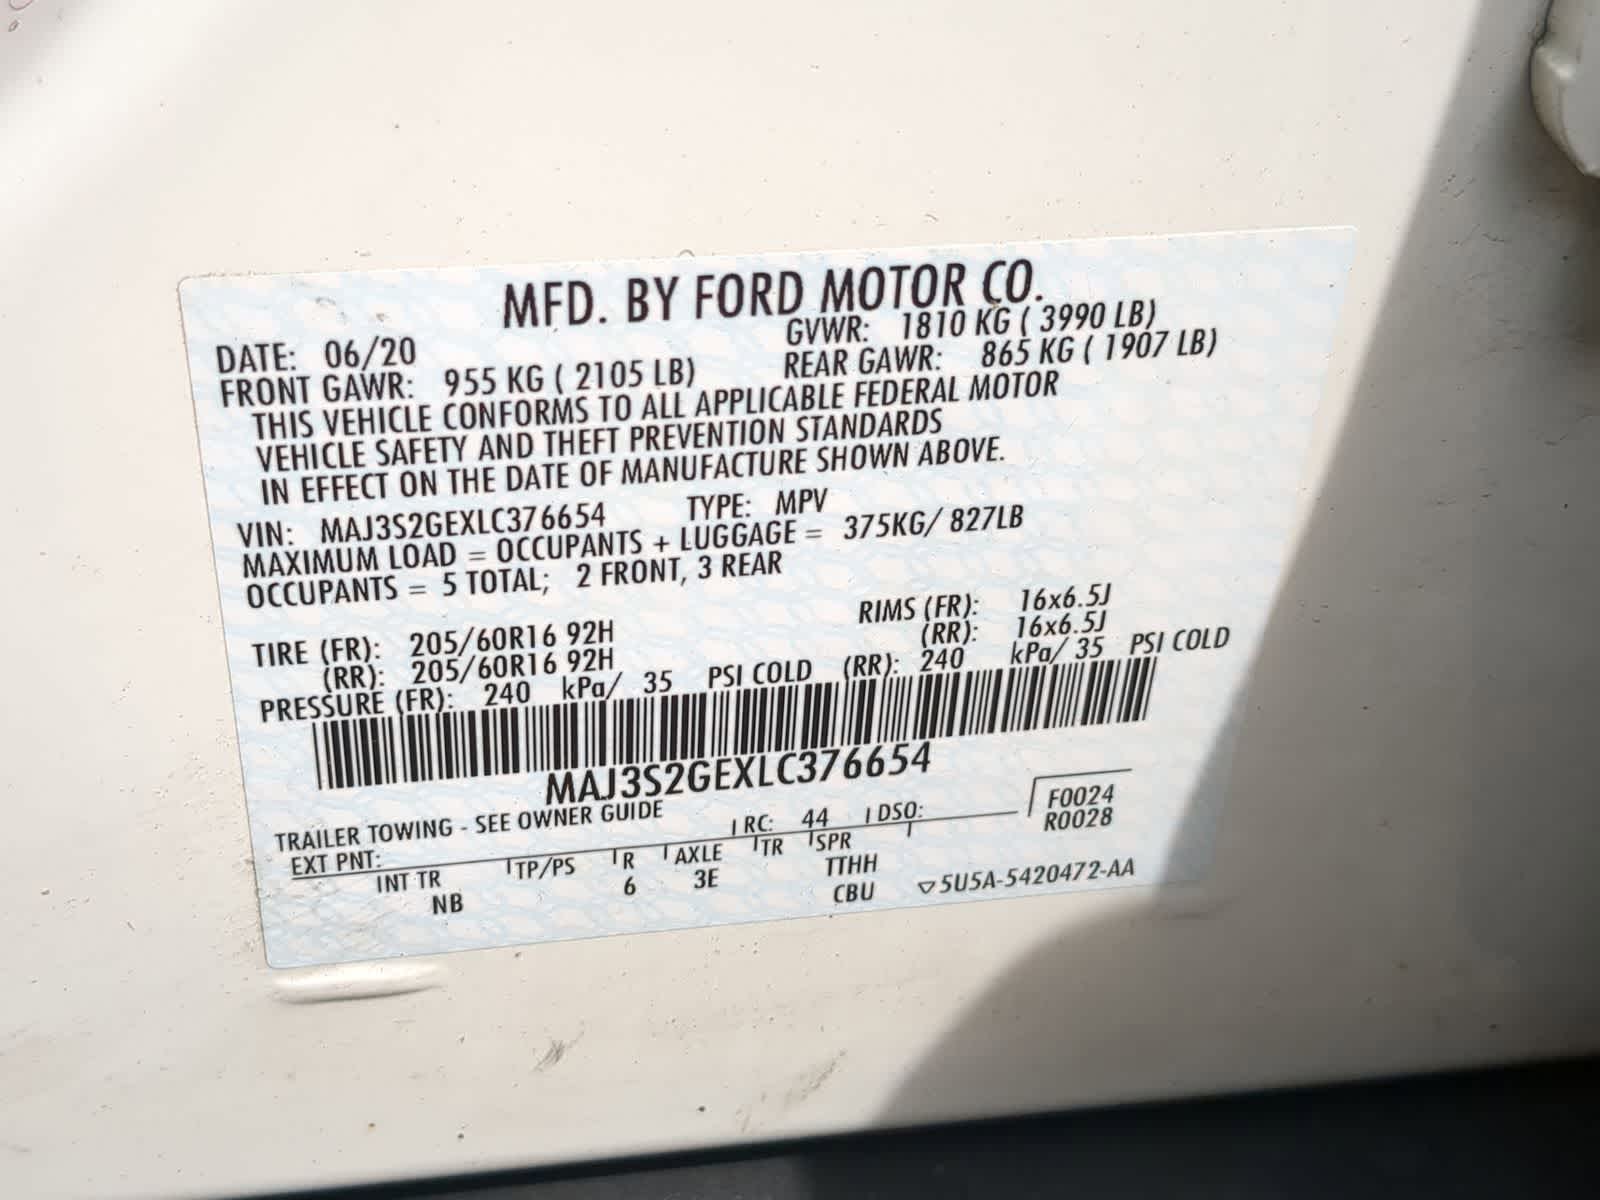 MFD. BY FORD MOTOR CO.
DATE: 06/20 GVWR: 1810 KG ( 3990 LB)
FRONT GAWR: 955 KG ( 2105 LB) REAR GAWR: 865 KG ( 1907 LB)
THIS VEHICLE CONFORMS TO ALL APPLICABLE FEDERAL MOTOR
VEHICLE SAFETY AND THEFT PREVENTION STANDARDS
IN EFFECT ON THE DATE OF MANUFACTURE SHOWN ABOVE.
VIN: MAJ3S2GEXLC376654 TYPE: MPV
MAXIMUM LOAD = OCCUPANTS + LUGGAGE = 375KG/ 827LB
OCCUPANTS = 5 TOTAL; 2 FRONT, 3 REAR
TIRE (FR): 205/60R16 92H RIMS (FR): 16x6.5J
(RR): 205/60R16 92H (RR): 16x6.5J
PRESSURE (FR): 240 kPa/ 35 PSI COLD (RR): 240 kPa/ 35 PSI COLD
MAJ3S2GEXLC376654
TRAILER TOWING - SEE OWNER GUIDE
EXT PNT: RC: 44 DSO: F0024
R0028
INT TR TP/PS R AXLE TR SPR
NB 6 3E TTHH
CBU ▽5U5A-5420472-AA